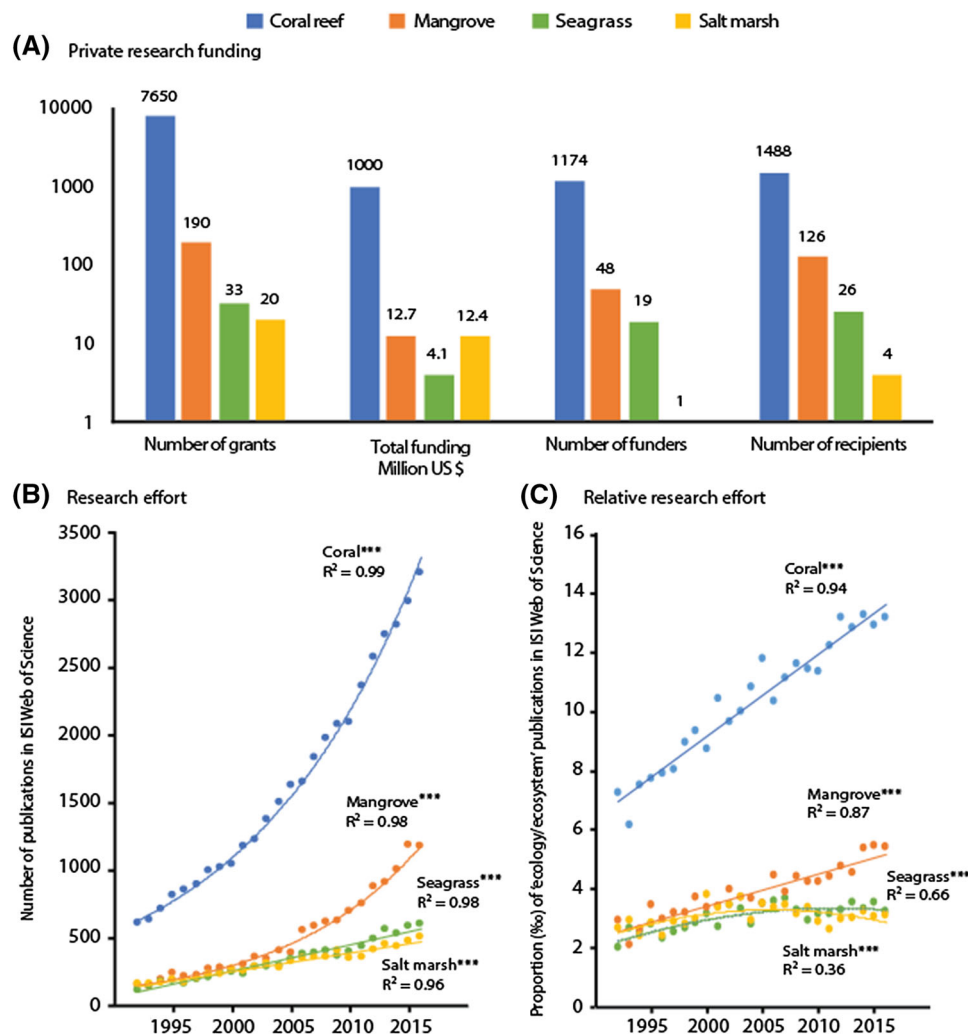 Coral reef Mangrove Seagrass Salt marsh
(A) Private research funding
10000
1000
100
10
1
7650
190
33
20
1000
12.7
4.1
12.4
1174
48
19
1
1488
126
26
4
Number of grants
Total funding
Million US $
Number of funders
Number of recipients
(B) Research effort
Number of publications in ISI Web of Science
3500
3000
2500
2000
1500
1000
500
0
Coral***
R² = 0.99
Mangrove***
R² = 0.98
Seagrass***
R² = 0.98
Salt marsh***
R² = 0.96
1995 2000 2005 2010 2015
(C) Relative research effort
Proportion (‰) of 'ecology/ecosystem' publications in ISI Web of Science
16
14
12
10
8
6
4
2
0
Coral***
R² = 0.94
Mangrove***
R² = 0.87
Seagrass***
R² = 0.66
Salt marsh***
R² = 0.36
1995 2000 2005 2010 2015